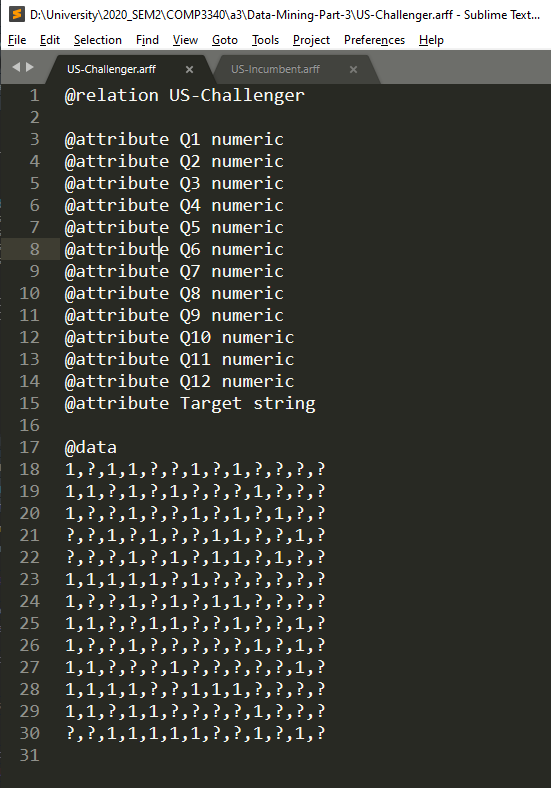 D:\University\2020_SEM2\COMP3340\a3\Data-Mining-Part-3\US-Challenger.arff - Sublime Text...
File Edit Selection Find View Goto Tools Project Preferences Help
US-Challenger.arff × US-Incumbent.arff ×
1 @relation US-Challenger
2
3 @attribute Q1 numeric
4 @attribute Q2 numeric
5 @attribute Q3 numeric
6 @attribute Q4 numeric
7 @attribute Q5 numeric
8 @attribute Q6 numeric
9 @attribute Q7 numeric
10 @attribute Q8 numeric
11 @attribute Q9 numeric
12 @attribute Q10 numeric
13 @attribute Q11 numeric
14 @attribute Q12 numeric
15 @attribute Target string
16
17 @data
18 1,?,1,1,?,?,1,?,1,?,?,?,?
19 1,1,?,1,?,1,?,?,?,1,?,?,?
20 1,?,?,1,?,?,1,?,1,?,1,?,?
21 ?,?,1,?,1,?,?,1,1,?,?,1,?
22 ?,?,?,1,?,1,?,1,1,?,1,?,?
23 1,1,1,1,1,?,1,?,?,?,?,?,?
24 1,?,?,1,?,1,?,1,1,?,?,?,?
25 1,1,?,1,1,?,?,1,?,?,1,?,?
26 1,?,?,1,?,?,?,?,?,1,?,1,?
27 1,1,?,?,?,1,?,?,?,?,1,1,?
28 1,1,1,1,?,?,1,1,1,?,?,?,?
29 1,1,?,1,1,?,?,?,?,1,?,?,?
30 ?,?,1,1,1,1,1,?,?,1,?,1,?
31